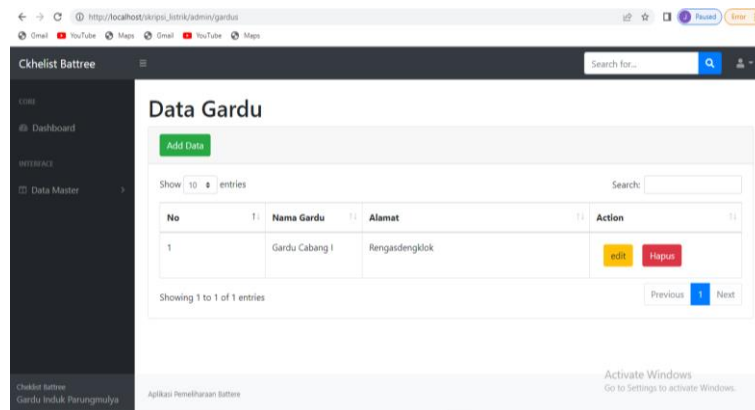 http://localhost/skripsi_listrik/admin/gardus Paused Error
Gmail YouTube Maps Gmail YouTube Maps
Ckhelist Battree Search for...
CORE
Data Gardu
Dashboard
Add Data
INTERFACE
Data Master
Show 10 entries Search:
No Nama Gardu Alamat Action
1 Gardu Cabang I Rengasdengklok edit Hapus
Showing 1 to 1 of 1 entries Previous 1 Next
Activate Windows
Go to Settings to activate Windows.
Cheklist Battree
Gardu Induk Parungmulya
Aplikasi Pemeliharaan Battere